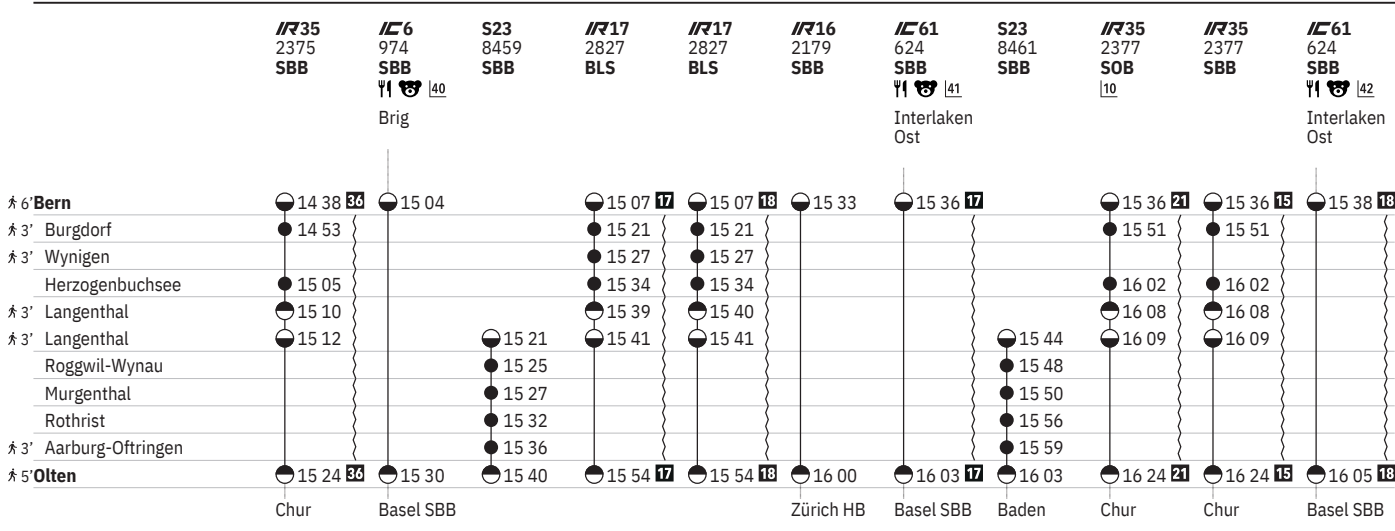 IR35 IC6 S23 IR17 IR17 IR16 IC61 S23 IR35 IR35 IC61
2375 974 8459 2827 2827 2179 624 8461 2377 2377 624
SBB SBB SBB BLS BLS SBB SBB SBB SOB SBB SBB
40 41 10 42
Brig Interlaken Interlaken
Ost Ost
6' Bern 14 38 36 15 04 15 07 17 15 07 18 15 33 15 36 17 15 36 21 15 36 15 15 38 18
3' Burgdorf 14 53 15 21 15 21 15 51 15 51
3' Wynigen 15 27 15 27
Herzogenbuchsee 15 05 15 34 15 34 16 02 16 02
3' Langenthal 15 10 15 39 15 40 16 08 16 08
3' Langenthal 15 12 15 21 15 41 15 41 15 44 16 09 16 09
Roggwil-Wynau 15 25 15 48
Murgenthal 15 27 15 50
Rothrist 15 32 15 56
3' Aarburg-Oftringen 15 36 15 59
5' Olten 15 24 36 15 30 15 40 15 54 17 15 54 18 16 00 16 03 17 16 03 16 24 21 16 24 15 16 05 18
Chur Basel SBB Zürich HB Basel SBB Baden Chur Chur Basel SBB